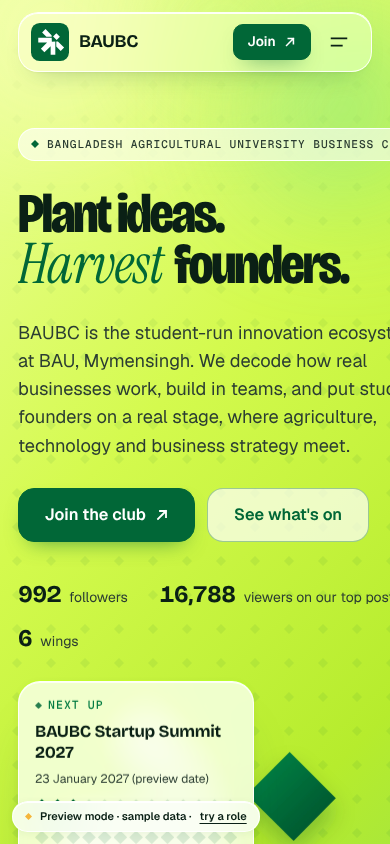 BAUBC
Join
BANGLADESH AGRICULTURAL UNIVERSITY BUSINESS C
Plant ideas.
Harvest founders.
BAUBC is the student-run innovation ecosyst
at BAU, Mymensingh. We decode how real
businesses work, build in teams, and put stud
founders on a real stage, where agriculture,
technology and business strategy meet.
Join the club
See what's on
992 followers
16,788 viewers on our top post
6 wings
NEXT UP
BAUBC Startup Summit
2027
23 January 2027 (preview date)
Preview mode · sample data · try a role